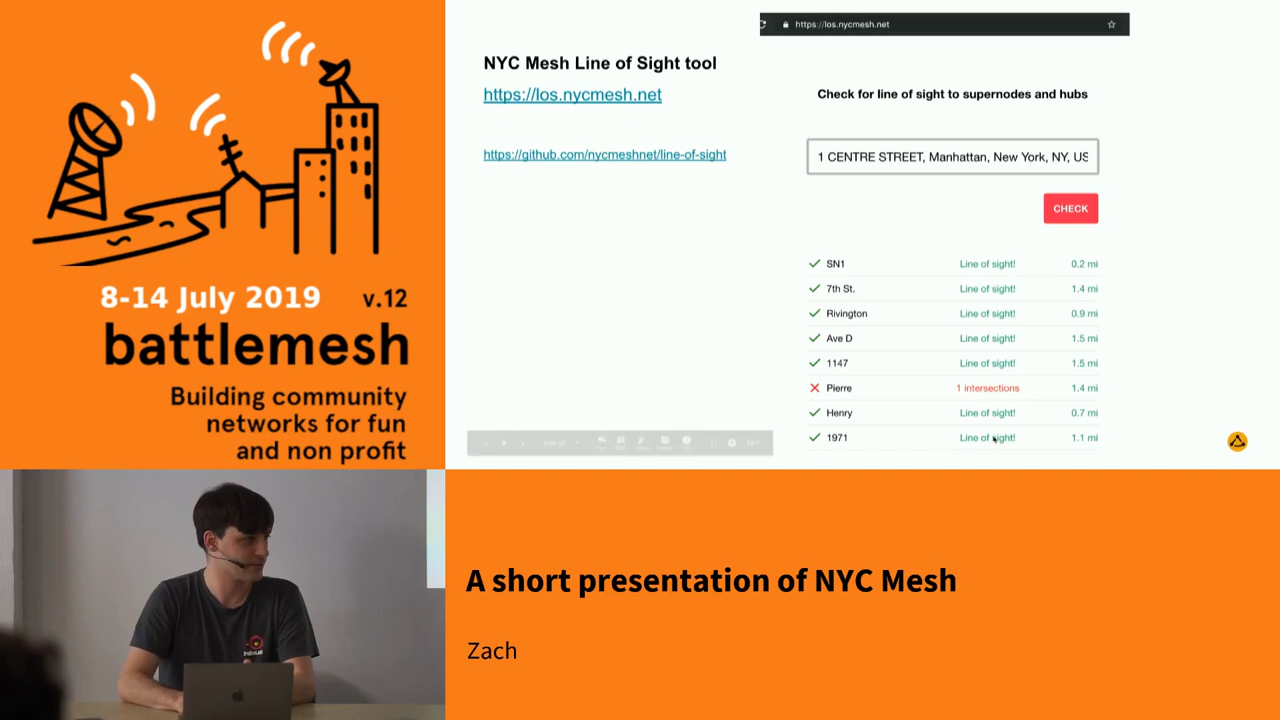 8-14 July 2019 v.12
battlemesh
Building community
networks for fun
and non profit
https://los.nycmesh.net
NYC Mesh Line of Sight tool
https://los.nycmesh.net
https://github.com/nycmeshnet/line-of-sight
Check for line of sight to supernodes and hubs
1 CENTRE STREET, Manhattan, New York, NY, US
CHECK
SN1 Line of sight! 0.2 mi
7th St. Line of sight! 1.4 mi
Rivington Line of sight! 0.9 mi
Ave D Line of sight! 1.5 mi
1147 Line of sight! 1.5 mi
Pierre 1 intersections 1.4 mi
Henry Line of sight! 0.7 mi
1971 Line of sight! 1.1 mi
A short presentation of NYC Mesh
Zach